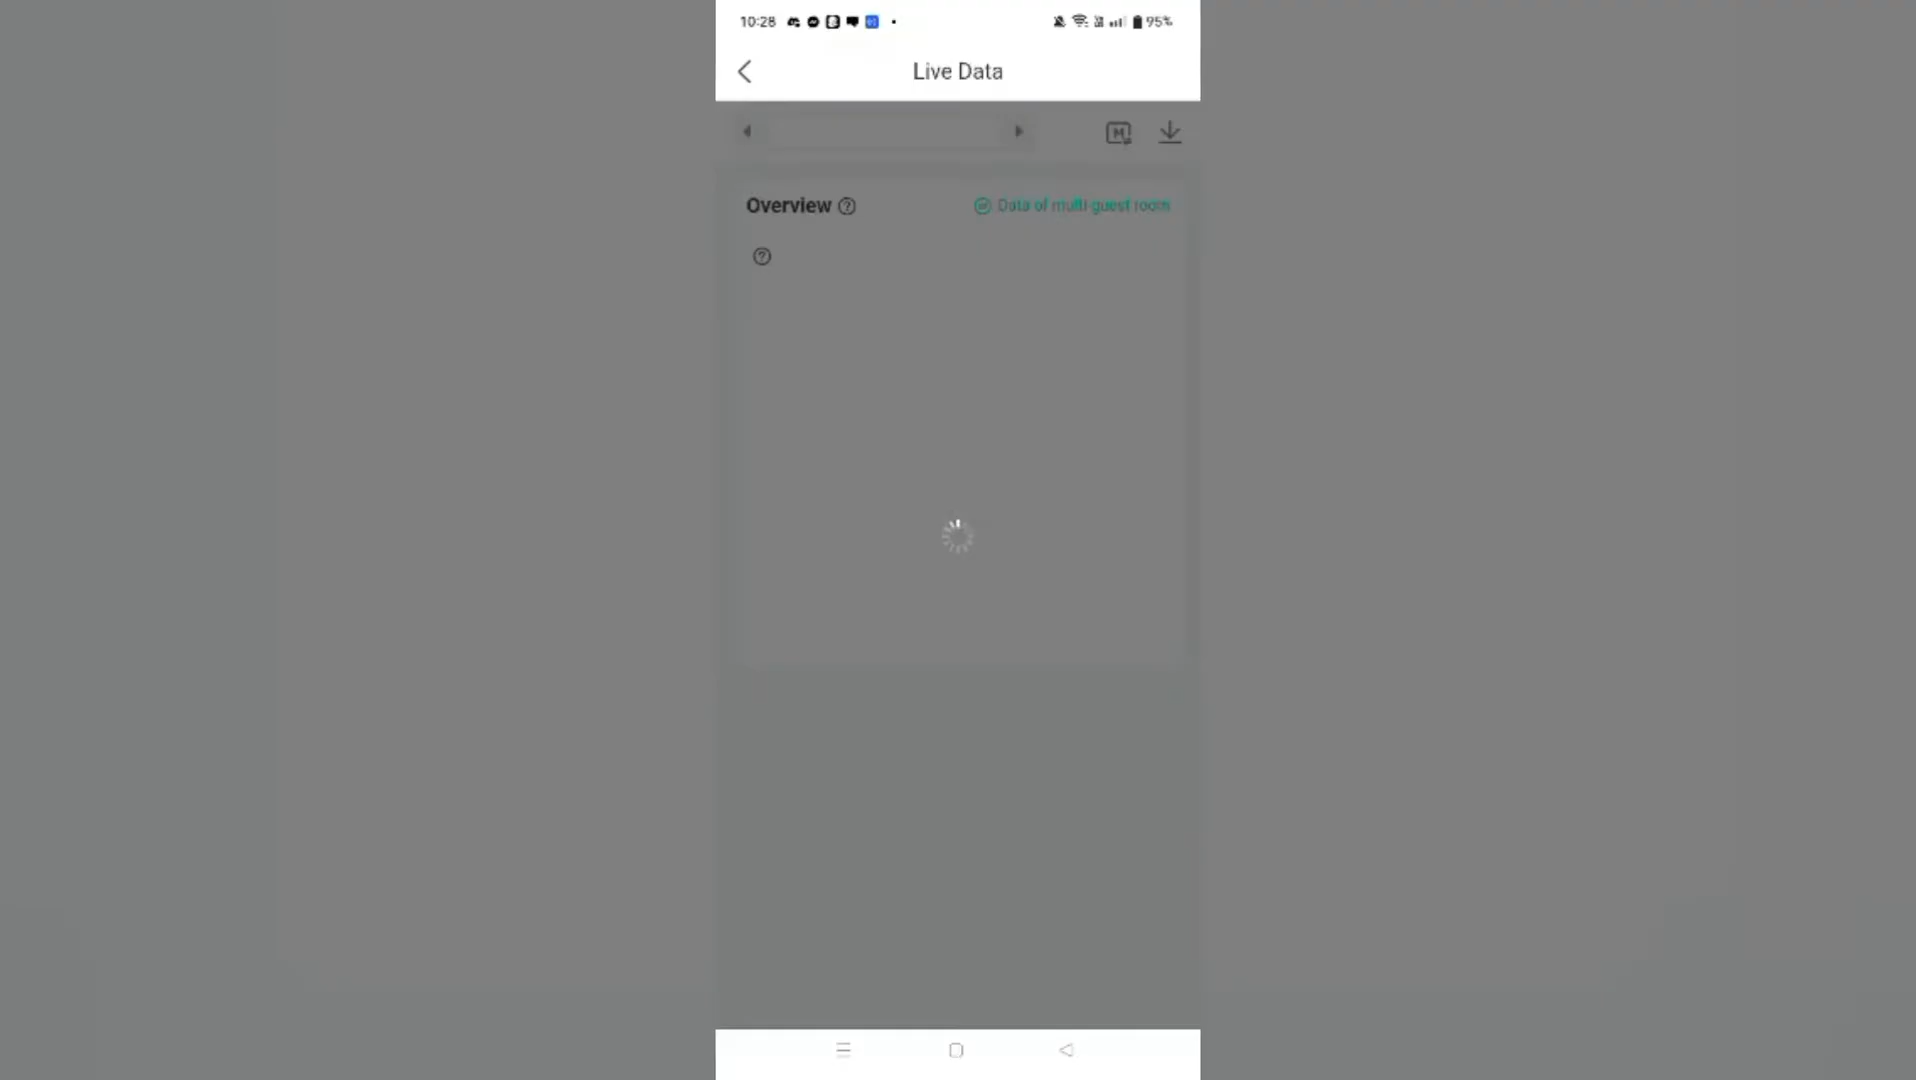 10:28 95%
Live Data
M
Overview ? Data of multi-guest room
?